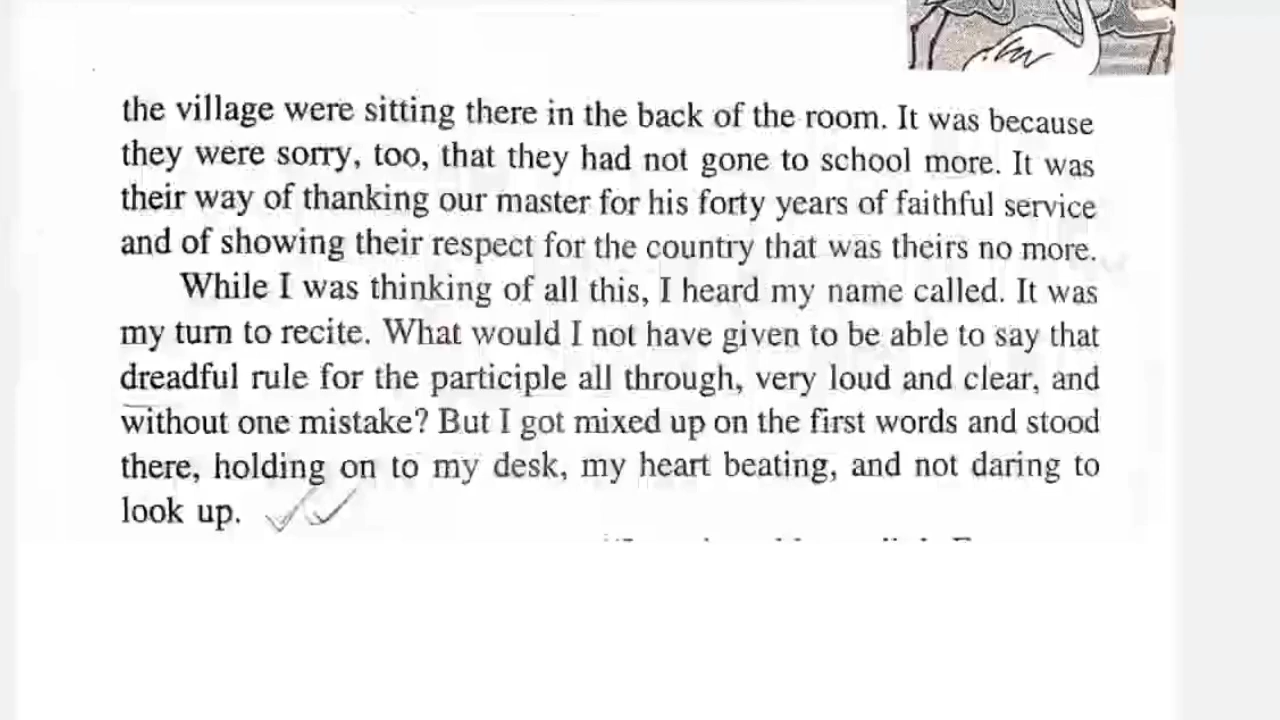 the village were sitting there in the back of the room. It was because
they were sorry, too, that they had not gone to school more. It was
their way of thanking our master for his forty years of faithful service
and of showing their respect for the country that was theirs no more.
While I was thinking of all this, I heard my name called. It was
my turn to recite. What would I not have given to be able to say that
dreadful rule for the participle all through, very loud and clear, and
without one mistake? But I got mixed up on the first words and stood
there, holding on to my desk, my heart beating, and not daring to
look up.